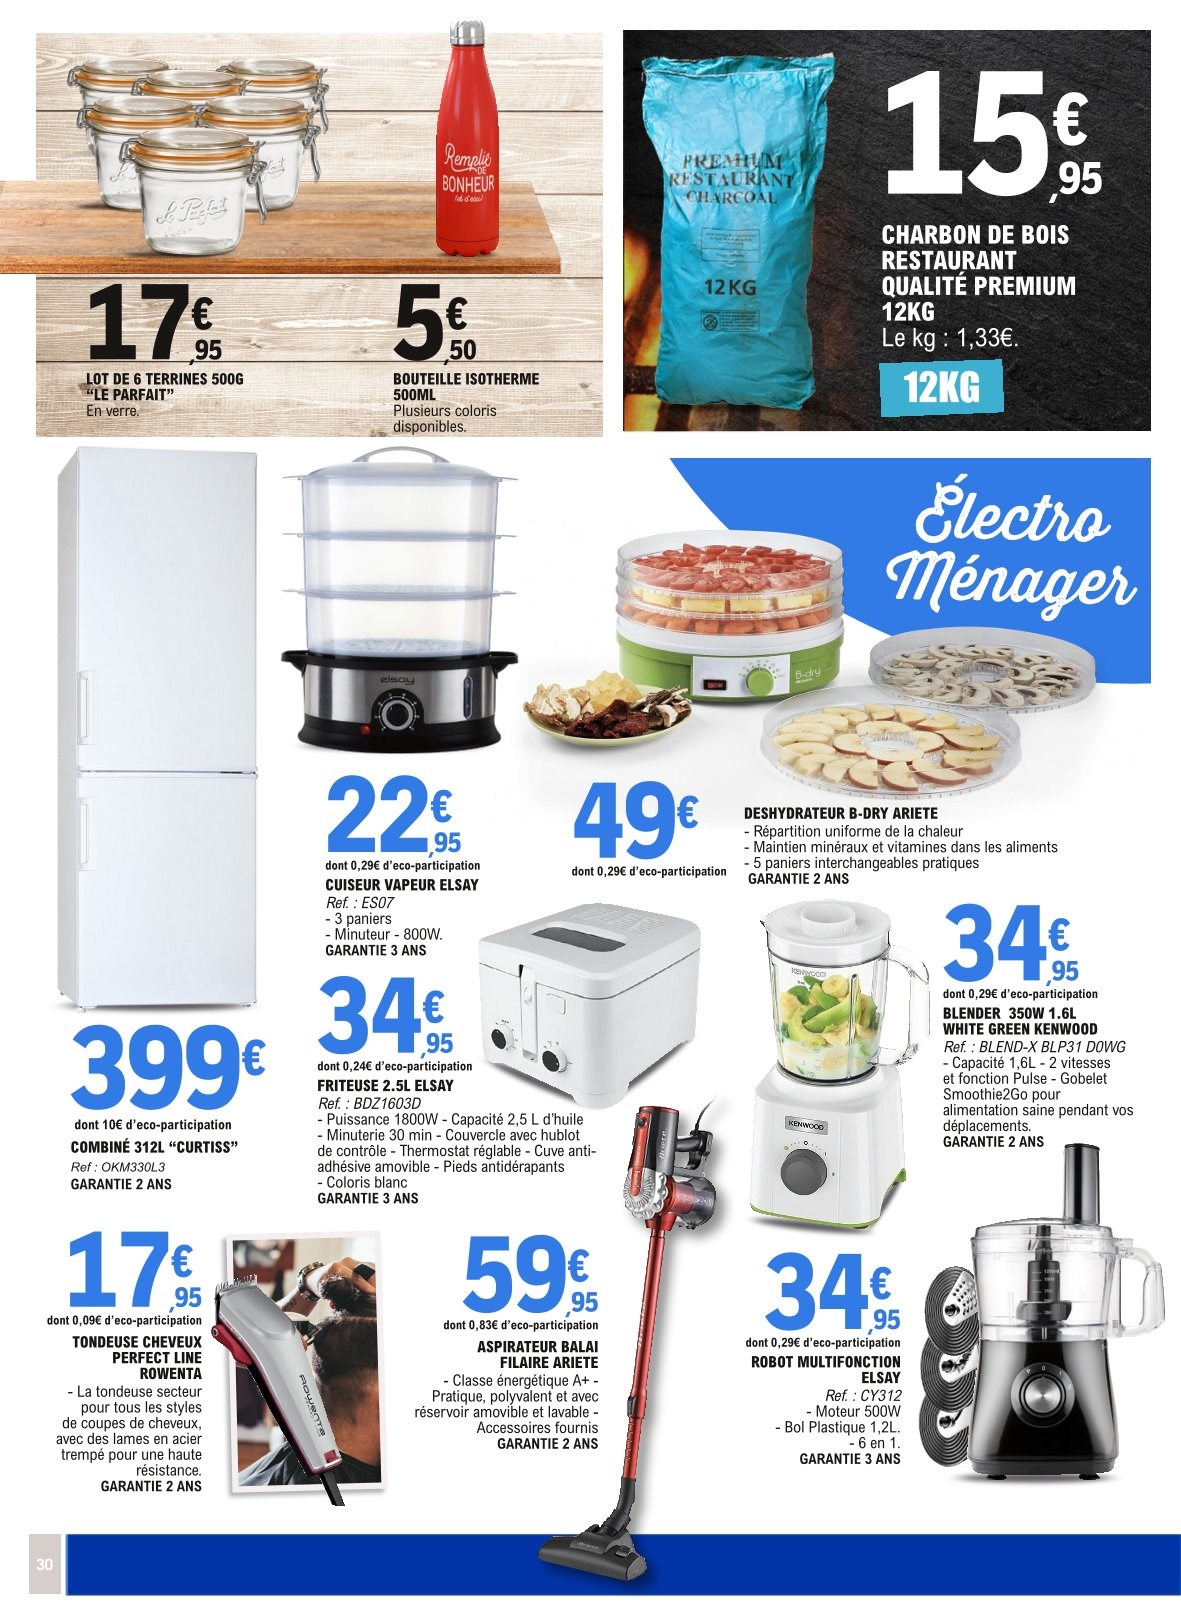 Le Parfait
Remplie
DE
BONHEUR
(et d'eau)
17€,95
LOT DE 6 TERRINES 500G
“LE PARFAIT”
En verre.
5€,50
BOUTEILLE ISOTHERME
500ML
Plusieurs coloris
disponibles.
PREMIUM
RESTAURANT
CHARCOAL
12KG
15€,95
CHARBON DE BOIS
RESTAURANT
QUALITÉ PREMIUM
12KG
Le kg : 1,33€.
12KG
Électro
Ménager
elsay
b-dry
22€,95
dont 0,29€ d’eco-participation
CUISEUR VAPEUR ELSAY
Ref. : ES07
- 3 paniers
- Minuteur - 800W.
GARANTIE 3 ANS
49€
dont 0,29€ d’eco-participation
DESHYDRATEUR B-DRY ARIETE
- Répartition uniforme de la chaleur
- Maintien minéraux et vitamines dans les aliments
- 5 paniers interchangeables pratiques
GARANTIE 2 ANS
399€
dont 10€ d’eco-participation
COMBINÉ 312L “CURTISS”
Ref : OKM330L3
GARANTIE 2 ANS
34€,95
dont 0,24€ d’eco-participation
FRITEUSE 2.5L ELSAY
Ref. : BDZ1603D
- Puissance 1800W - Capacité 2,5 L d’huile
- Minuterie 30 min - Couvercle avec hublot
de contrôle - Thermostat réglable - Cuve anti-
adhésive amovible - Pieds antidérapants
- Coloris blanc
GARANTIE 3 ANS
KENWOOD
KENWOOD
34€,95
dont 0,29€ d’eco-participation
BLENDER 350W 1.6L
WHITE GREEN KENWOOD
Ref. : BLEND-X BLP31 D0WG
- Capacité 1,6L - 2 vitesses
et fonction Pulse - Gobelet
Smoothie2Go pour
alimentation saine pendant vos
déplacements.
GARANTIE 2 ANS
17€,95
dont 0,09€ d’eco-participation
TONDEUSE CHEVEUX
PERFECT LINE
ROWENTA
- La tondeuse secteur
pour tous les styles
de coupes de cheveux,
avec des lames en acier
trempé pour une haute
résistance.
GARANTIE 2 ANS
ROWENTA
59€,95
dont 0,83€ d’eco-participation
ASPIRATEUR BALAI
FILAIRE ARIETE
- Classe énergétique A+ -
Pratique, polyvalent et avec
réservoir amovible et lavable -
Accessoires fournis
GARANTIE 2 ANS
34€,95
dont 0,29€ d’eco-participation
ROBOT MULTIFONCTION
ELSAY
Ref. : CY312
- Moteur 500W
- Bol Plastique 1,2L.
- 6 en 1.
GARANTIE 3 ANS
30